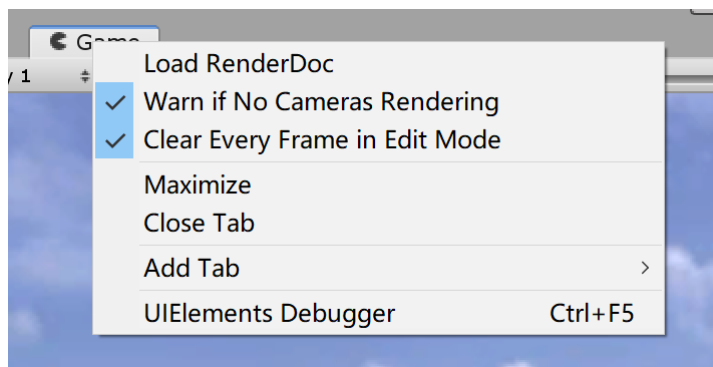 Game
y 1
Load RenderDoc
Warn if No Cameras Rendering
Clear Every Frame in Edit Mode
Maximize
Close Tab
Add Tab
UIElements Debugger Ctrl+F5